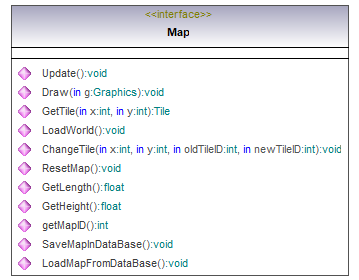 <<interface>>
Map
Update():void
Draw(in g:Graphics):void
GetTile(in x:int, in y:int):Tile
LoadWorld():void
ChangeTile(in x:int, in y:int, in oldTileID:int, in newTileID:int):void
ResetMap():void
GetLength():float
GetHeight():float
getMapID():int
SaveMapInDataBase():void
LoadMapFromDataBase():void